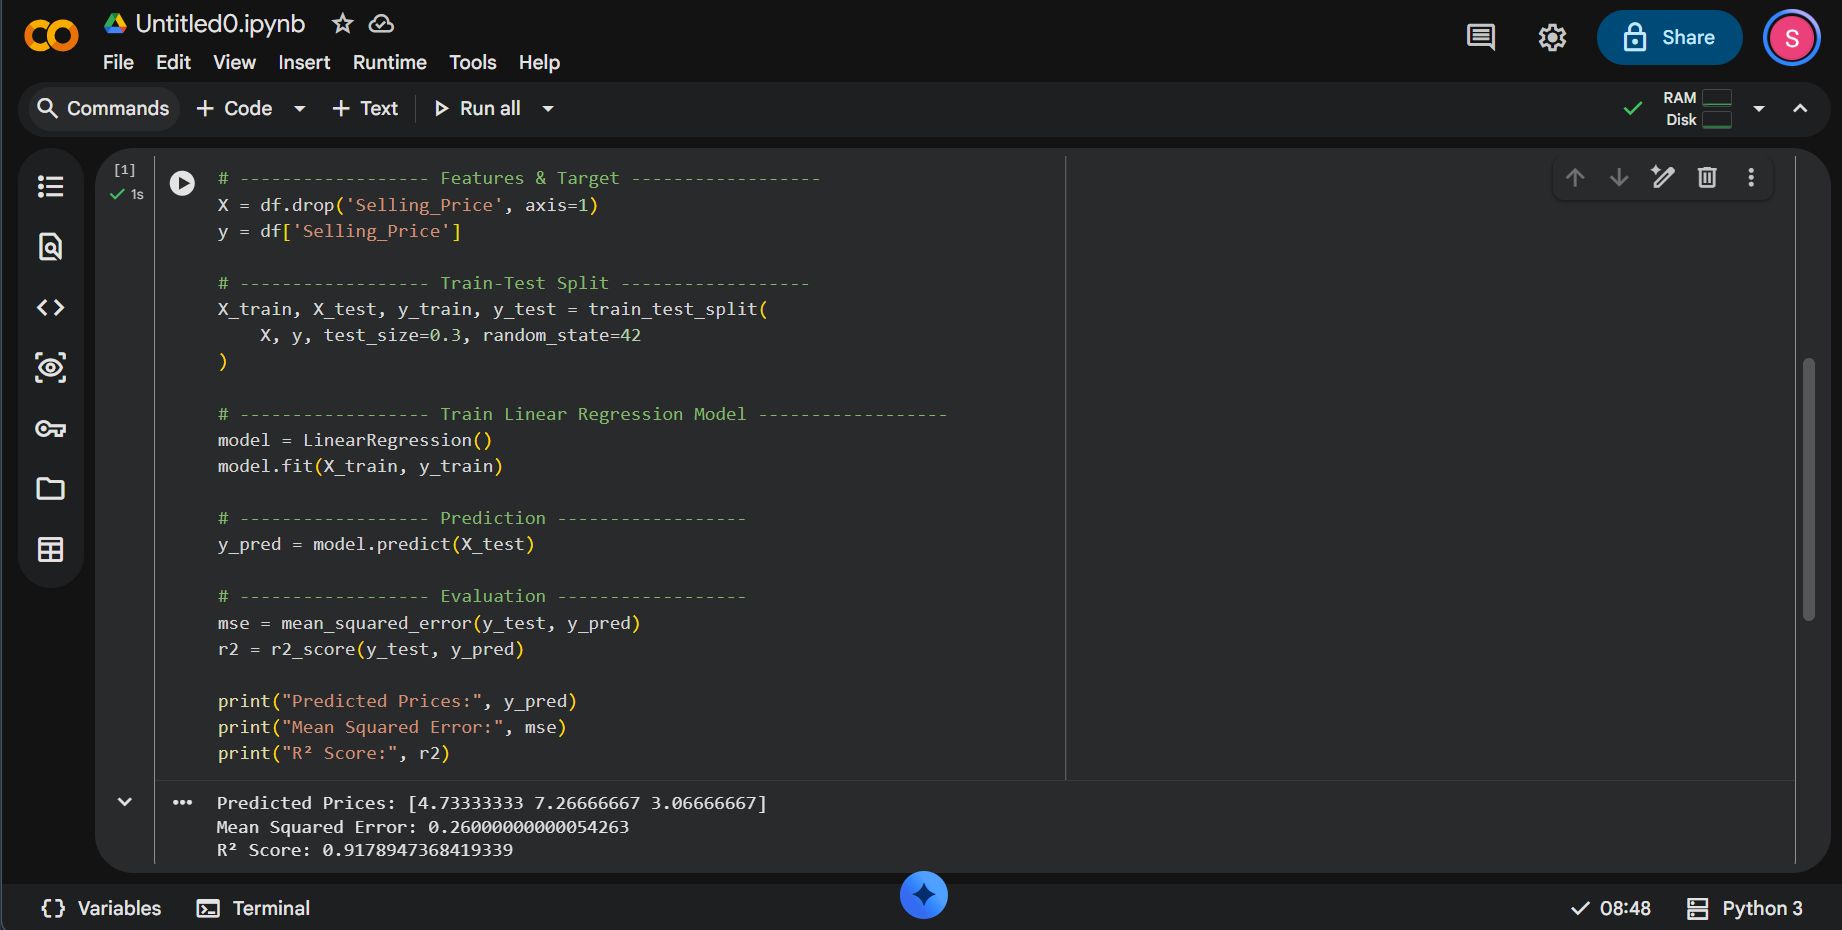 Untitled0.ipynb
File Edit View Insert Runtime Tools Help
Share
S
Commands + Code + Text Run all
RAM
Disk
[1]
1s
# ------------------ Features & Target ------------------
X = df.drop('Selling_Price', axis=1)
y = df['Selling_Price']
# ------------------ Train-Test Split ------------------
X_train, X_test, y_train, y_test = train_test_split(
    X, y, test_size=0.3, random_state=42
)
# ------------------ Train Linear Regression Model ------------------
model = LinearRegression()
model.fit(X_train, y_train)
# ------------------ Prediction ------------------
y_pred = model.predict(X_test)
# ------------------ Evaluation ------------------
mse = mean_squared_error(y_test, y_pred)
r2 = r2_score(y_test, y_pred)
print("Predicted Prices:", y_pred)
print("Mean Squared Error:", mse)
print("R² Score:", r2)
Predicted Prices: [4.73333333 7.26666667 3.06666667]
Mean Squared Error: 0.26000000000054263
R² Score: 0.9178947368419339
{} Variables Terminal 08:48 Python 3